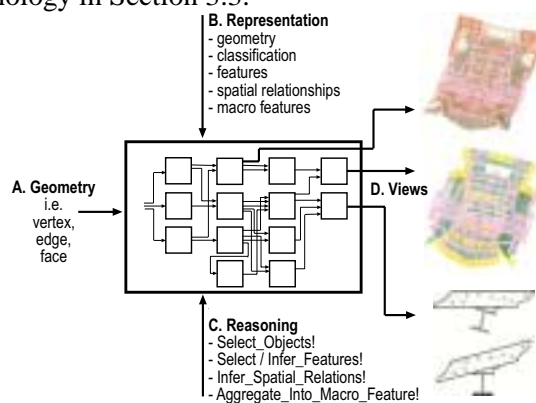 nology in Section 3.3.
B. Representation
- geometry
- classification
- features
- spatial relationships
- macro features
A. Geometry
i.e.
vertex,
edge,
face
D. Views
C. Reasoning
- Select_Objects!
- Select / Infer_Features!
- Infer_Spatial_Relations!
- Aggregate_Into_Macro_Feature!